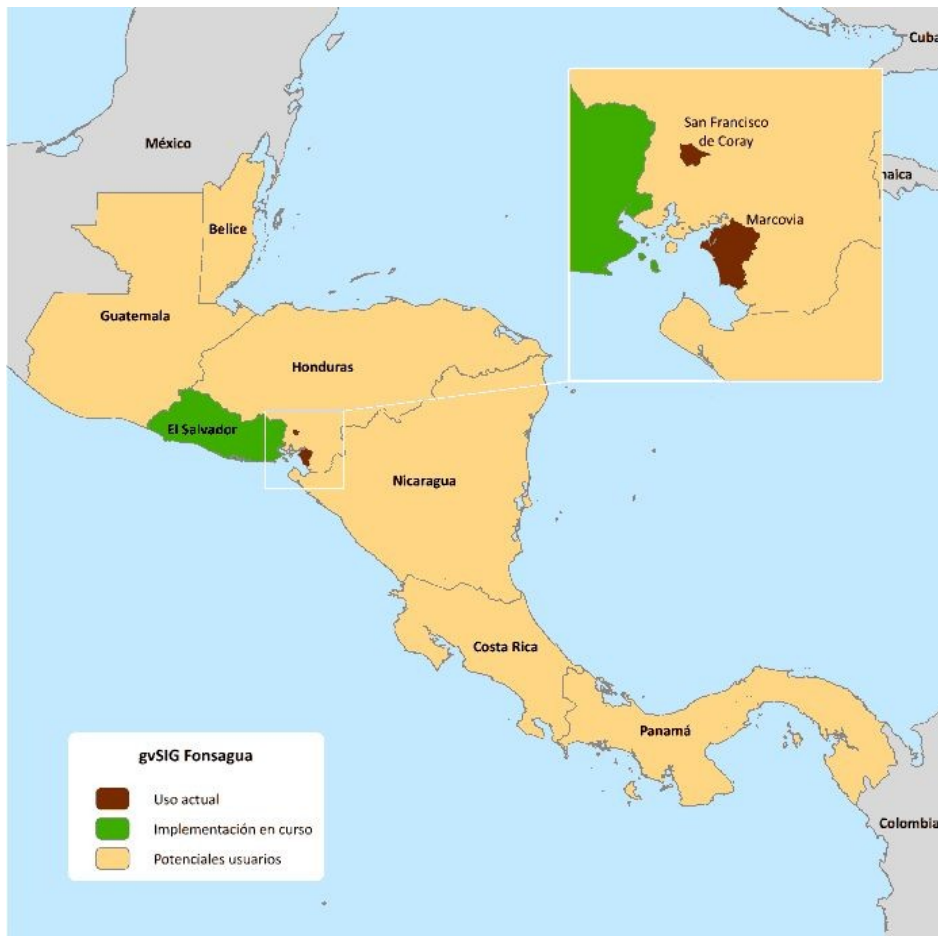 Cuba
México
San Francisco
de Coray
naica
Belice
Marcovia
Guatemala
Honduras
El Salvador
Nicaragua
Costa Rica
Panamá
gvSIG Fonsagua
Uso actual
Implementación en curso
Potenciales usuarios
Colombia